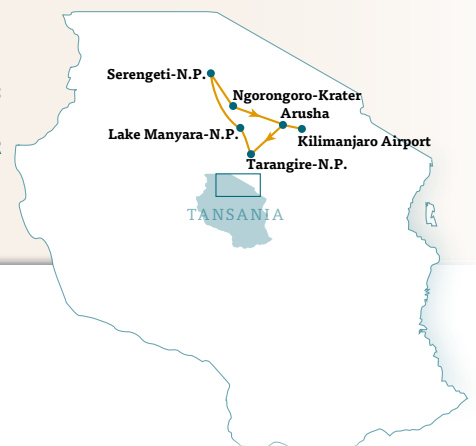 Serengeti-N.P.
Ngorongoro-Krater
Arusha
Lake Manyara-N.P.
Kilimanjaro Airport
Tarangire-N.P.
TANSANIA